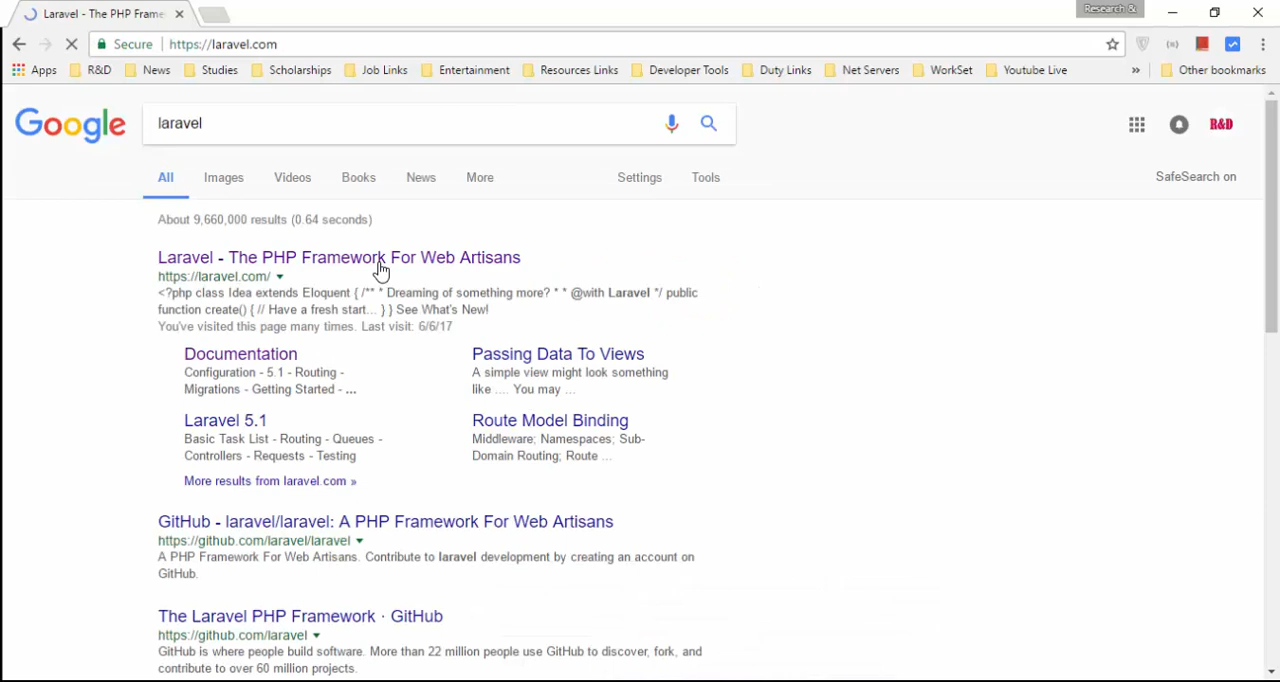 Laravel - The PHP Frame
Research &
Secure https://laravel.com
Apps R&D News Studies Scholarships Job Links Entertainment Resources Links Developer Tools Duty Links Net Servers WorkSet Youtube Live » Other bookmarks
Google laravel R&D
All Images Videos Books News More Settings Tools SafeSearch on
About 9,660,000 results (0.64 seconds)
Laravel - The PHP Framework For Web Artisans
https://laravel.com/
<?php class Idea extends Eloquent { /** * Dreaming of something more? * * @with Laravel */ public
function create() { // Have a fresh start... } } See What's New!
You've visited this page many times. Last visit: 6/6/17
Documentation
Configuration - 5.1 - Routing -
Migrations - Getting Started - ...
Passing Data To Views
A simple view might look something
like .... You may ...
Laravel 5.1
Basic Task List - Routing - Queues -
Controllers - Requests - Testing
Route Model Binding
Middleware; Namespaces; Sub-
Domain Routing; Route ...
More results from laravel.com »
GitHub - laravel/laravel: A PHP Framework For Web Artisans
https://github.com/laravel/laravel
A PHP Framework For Web Artisans. Contribute to laravel development by creating an account on
GitHub.
The Laravel PHP Framework · GitHub
https://github.com/laravel
GitHub is where people build software. More than 22 million people use GitHub to discover, fork, and
contribute to over 60 million projects.